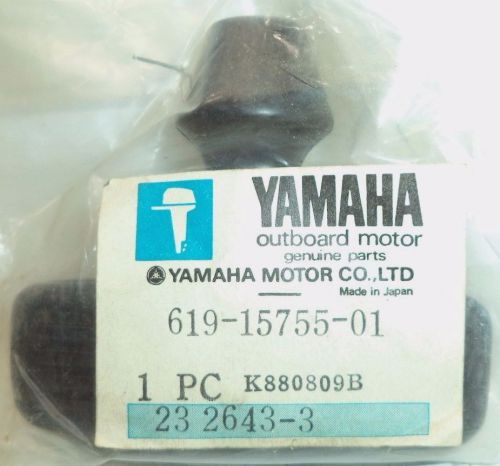 YAMAHA
outboard motor
genuine parts
YAMAHA MOTOR CO.,LTD
Made in Japan
619-15755-01
1 PC K880809B
23 2643-3